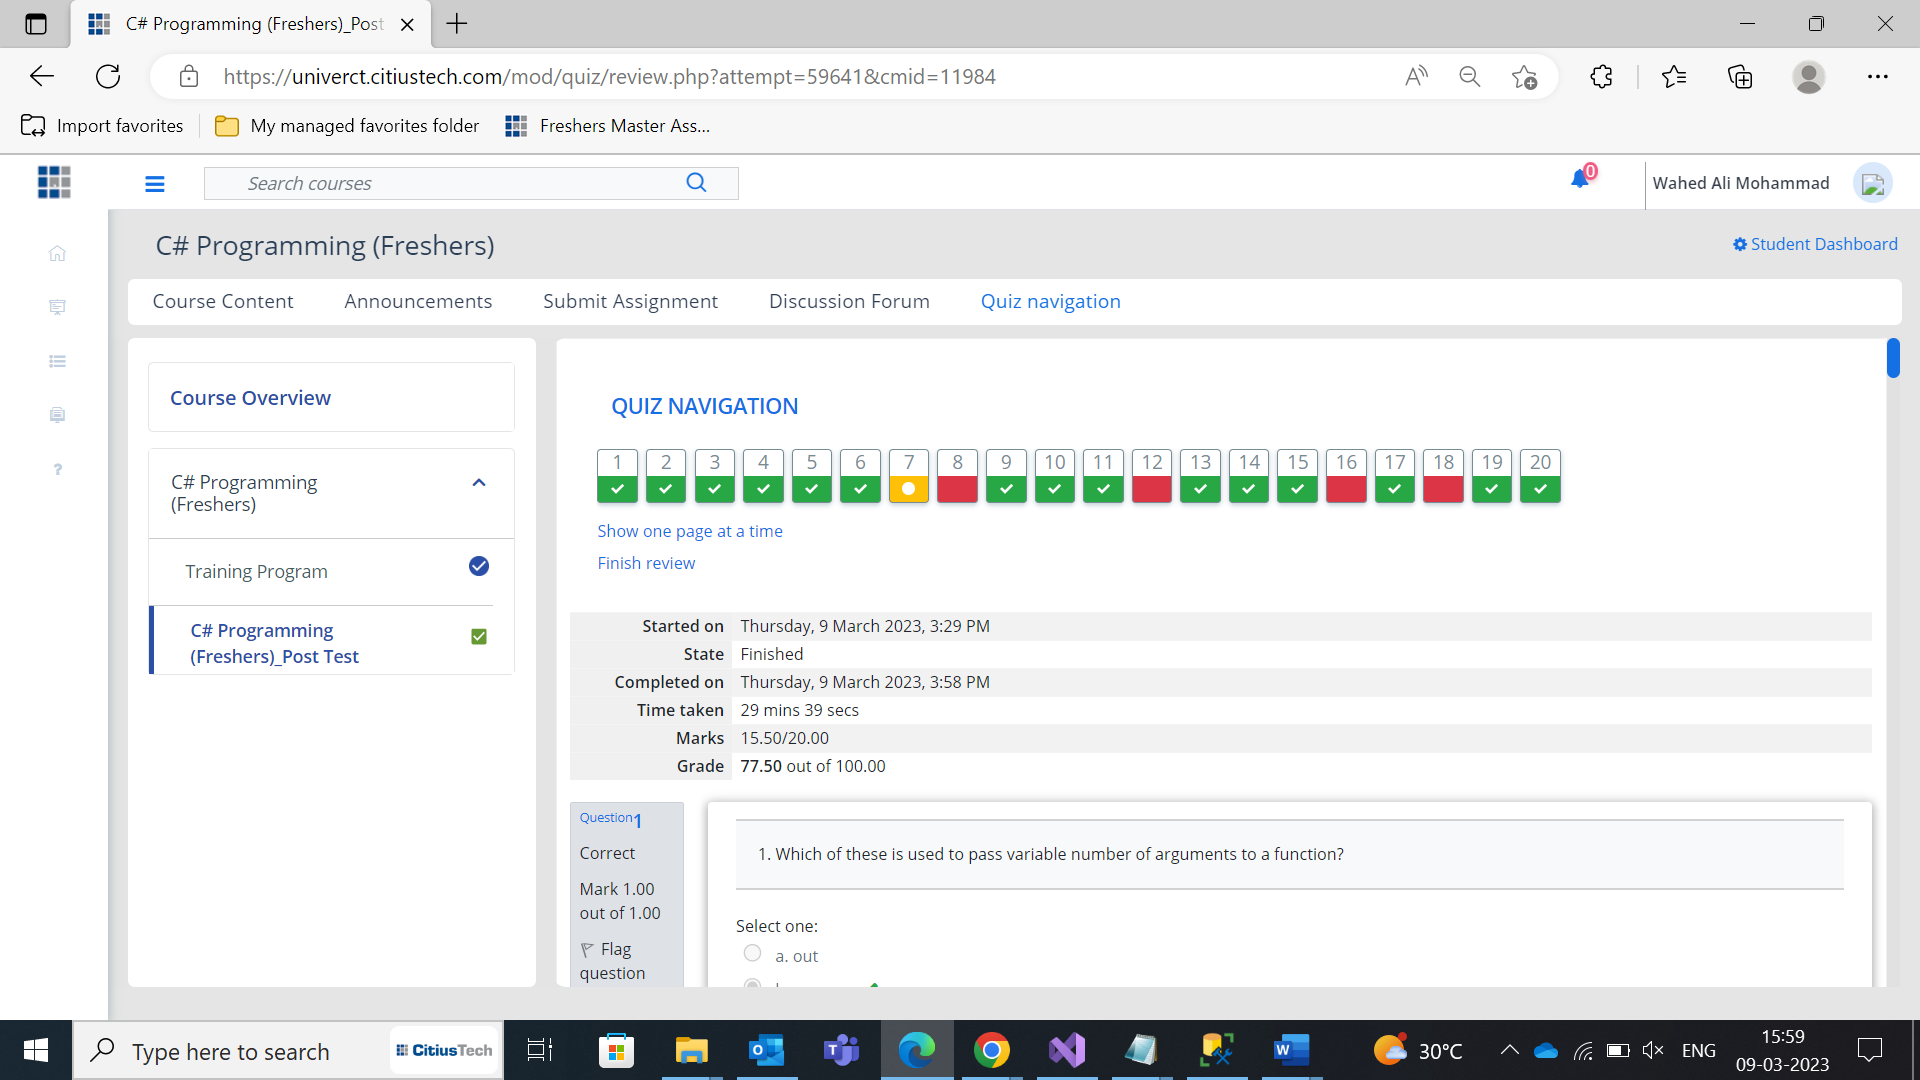 C# Programming (Freshers)_Post
https://univerct.citiustech.com/mod/quiz/review.php?attempt=59641&cmid=11984
Import favorites
My managed favorites folder
Freshers Master Ass...
Search courses
0
Wahed Ali Mohammad
C# Programming (Freshers)
Student Dashboard
Course Content
Announcements
Submit Assignment
Discussion Forum
Quiz navigation
Course Overview
C# Programming
(Freshers)
Training Program
C# Programming
(Freshers)_Post Test
QUIZ NAVIGATION
1 2 3 4 5 6 7 8 9 10 11 12 13 14 15 16 17 18 19 20
Show one page at a time
Finish review
Started on Thursday, 9 March 2023, 3:29 PM
State Finished
Completed on Thursday, 9 March 2023, 3:58 PM
Time taken 29 mins 39 secs
Marks 15.50/20.00
Grade 77.50 out of 100.00
Question 1
Correct
Mark 1.00
out of 1.00
Flag
question
1. Which of these is used to pass variable number of arguments to a function?
Select one:
a. out
Type here to search
CitiusTech
30°C
ENG
15:59
09-03-2023